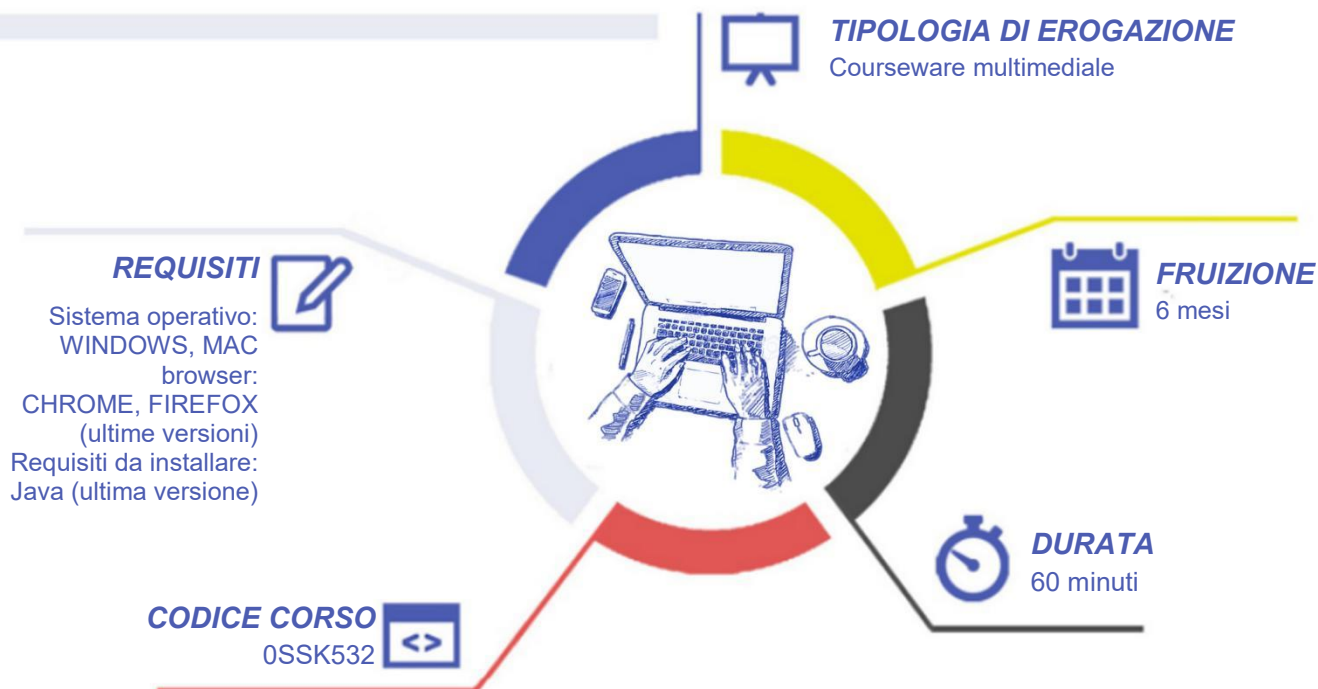 TIPOLOGIA DI EROGAZIONE
Courseware multimediale
REQUISITI
Sistema operativo:
WINDOWS, MAC
browser:
CHROME, FIREFOX
(ultime versioni)
Requisiti da installare:
Java (ultima versione)
FRUIZIONE
6 mesi
DURATA
60 minuti
CODICE CORSO
0SSK532